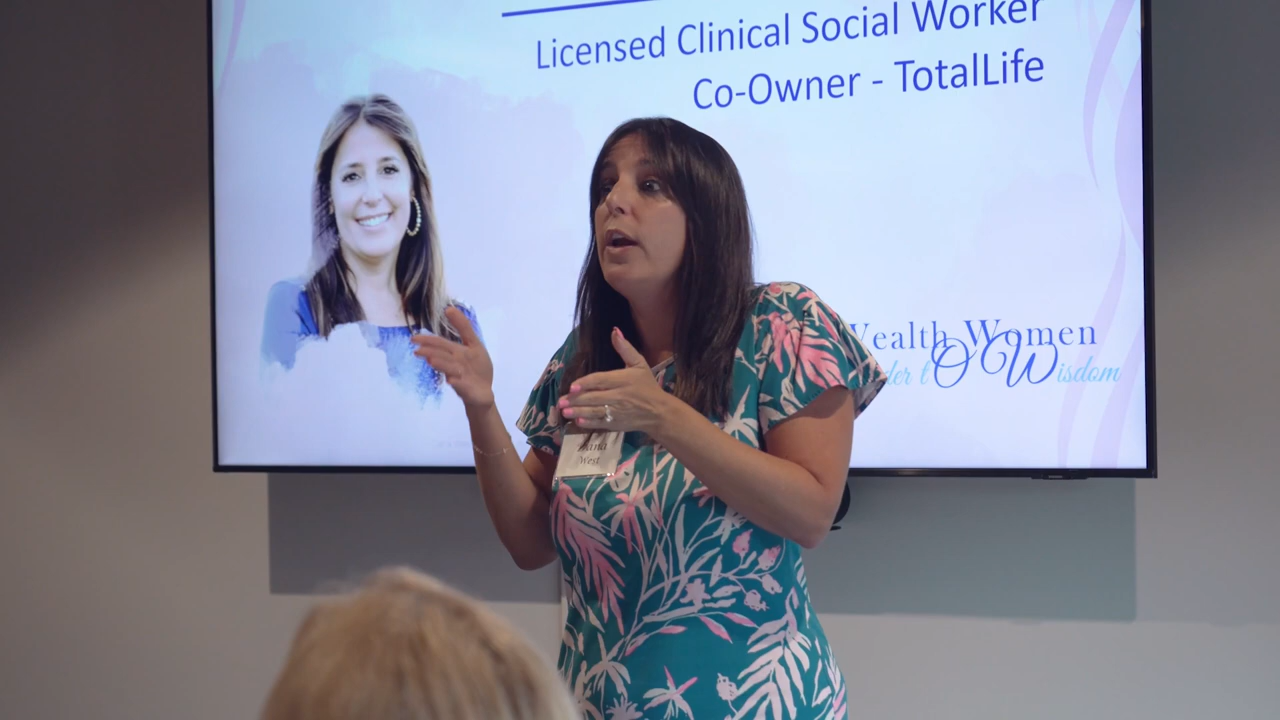 Licensed Clinical Social Worker
Co-Owner - TotalLife
Wealth Women
Wisdom
West